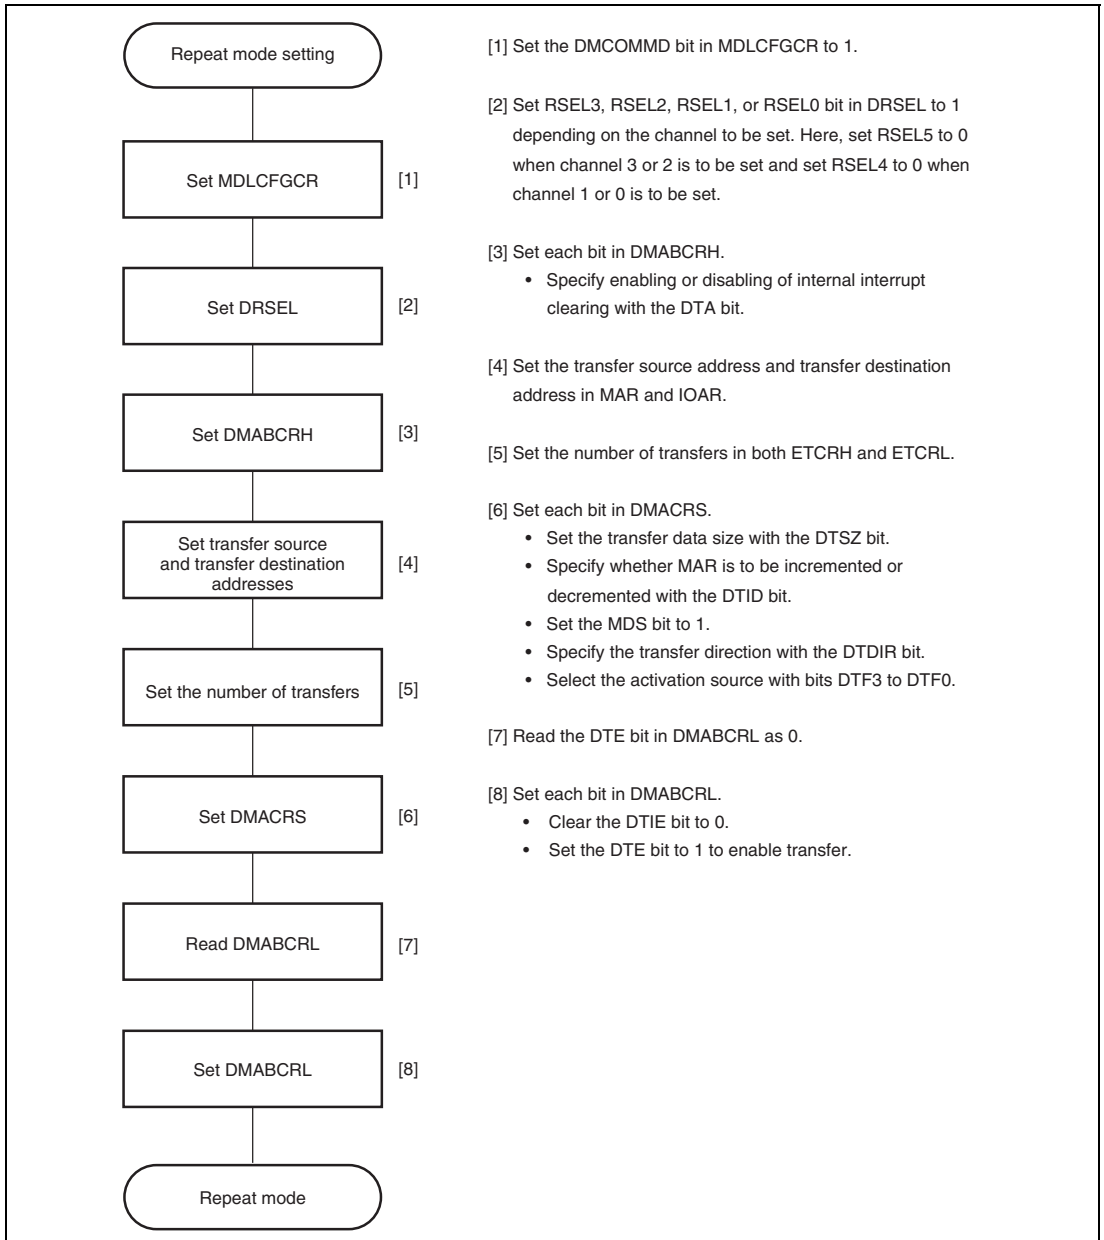 Repeat mode setting
Set MDLCFGCR [1]
Set DRSEL [2]
Set DMABCRH [3]
Set transfer source
and transfer destination
addresses
[4]
Set the number of transfers [5]
Set DMACRS [6]
Read DMABCRL [7]
Set DMABCRL [8]
Repeat mode
[1] Set the DMCOMMD bit in MDLCFGCR to 1.
[2] Set RSEL3, RSEL2, RSEL1, or RSEL0 bit in DRSEL to 1
depending on the channel to be set. Here, set RSEL5 to 0
when channel 3 or 2 is to be set and set RSEL4 to 0 when
channel 1 or 0 is to be set.
[3] Set each bit in DMABCRH.
• Specify enabling or disabling of internal interrupt
clearing with the DTA bit.
[4] Set the transfer source address and transfer destination
address in MAR and IOAR.
[5] Set the number of transfers in both ETCRH and ETCRL.
[6] Set each bit in DMACRS.
• Set the transfer data size with the DTSZ bit.
• Specify whether MAR is to be incremented or
decremented with the DTID bit.
• Set the MDS bit to 1.
• Specify the transfer direction with the DTDIR bit.
• Select the activation source with bits DTF3 to DTF0.
[7] Read the DTE bit in DMABCRL as 0.
[8] Set each bit in DMABCRL.
• Clear the DTIE bit to 0.
• Set the DTE bit to 1 to enable transfer.